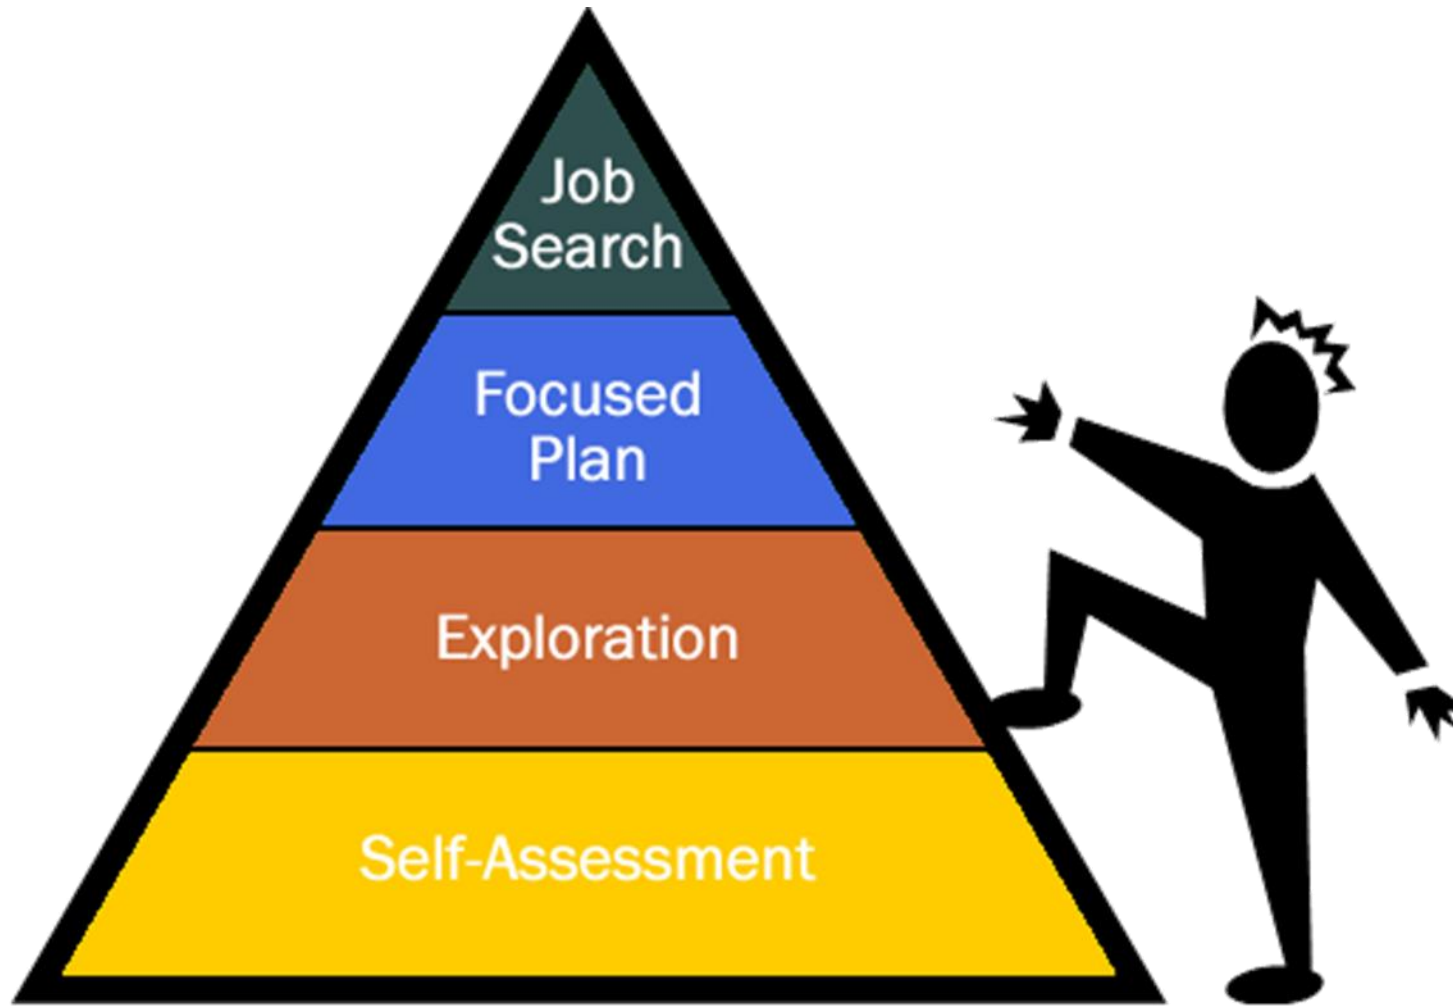 Job
Search
Focused
Plan
Exploration
Self-Assessment